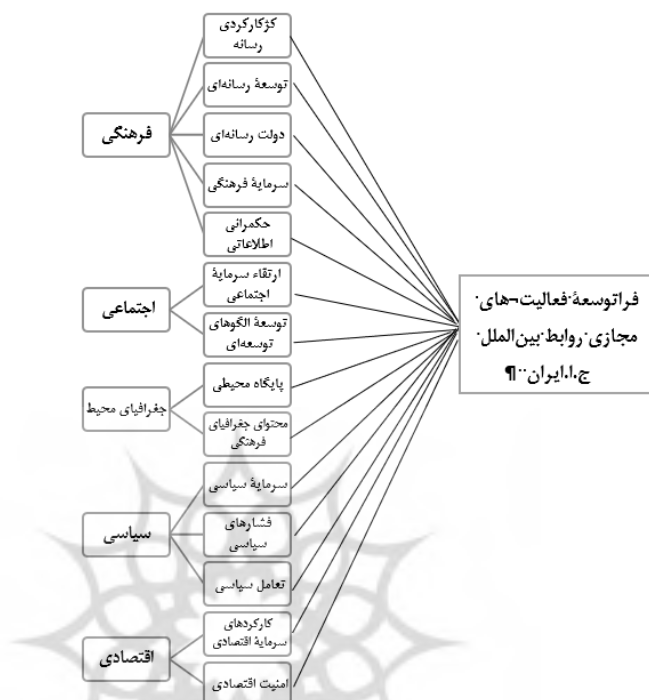 فراتوسعهٔ·فعالیت¬های·
مجازی·روابط·بین‌الملل·
ج.ا.ایران··¶
کژکارکردی
رسانه
توسعهٔ رسانه‌ای
دولت رسانه‌ای
سرمایهٔ فرهنگی
حکمرانی
اطلاعاتی
فرهنگی
ارتقاء سرمایهٔ
اجتماعی
توسعهٔ الگوهای
توسعه‌ای
اجتماعی
پایگاه محیطی
محتوای جغرافیای
فرهنگی
جغرافیای محیط
سرمایهٔ سیاسی
فشارهای
سیاسی
تعامل سیاسی
سیاسی
کارکردهای
سرمایهٔ اقتصادی
امنیت اقتصادی
اقتصادی